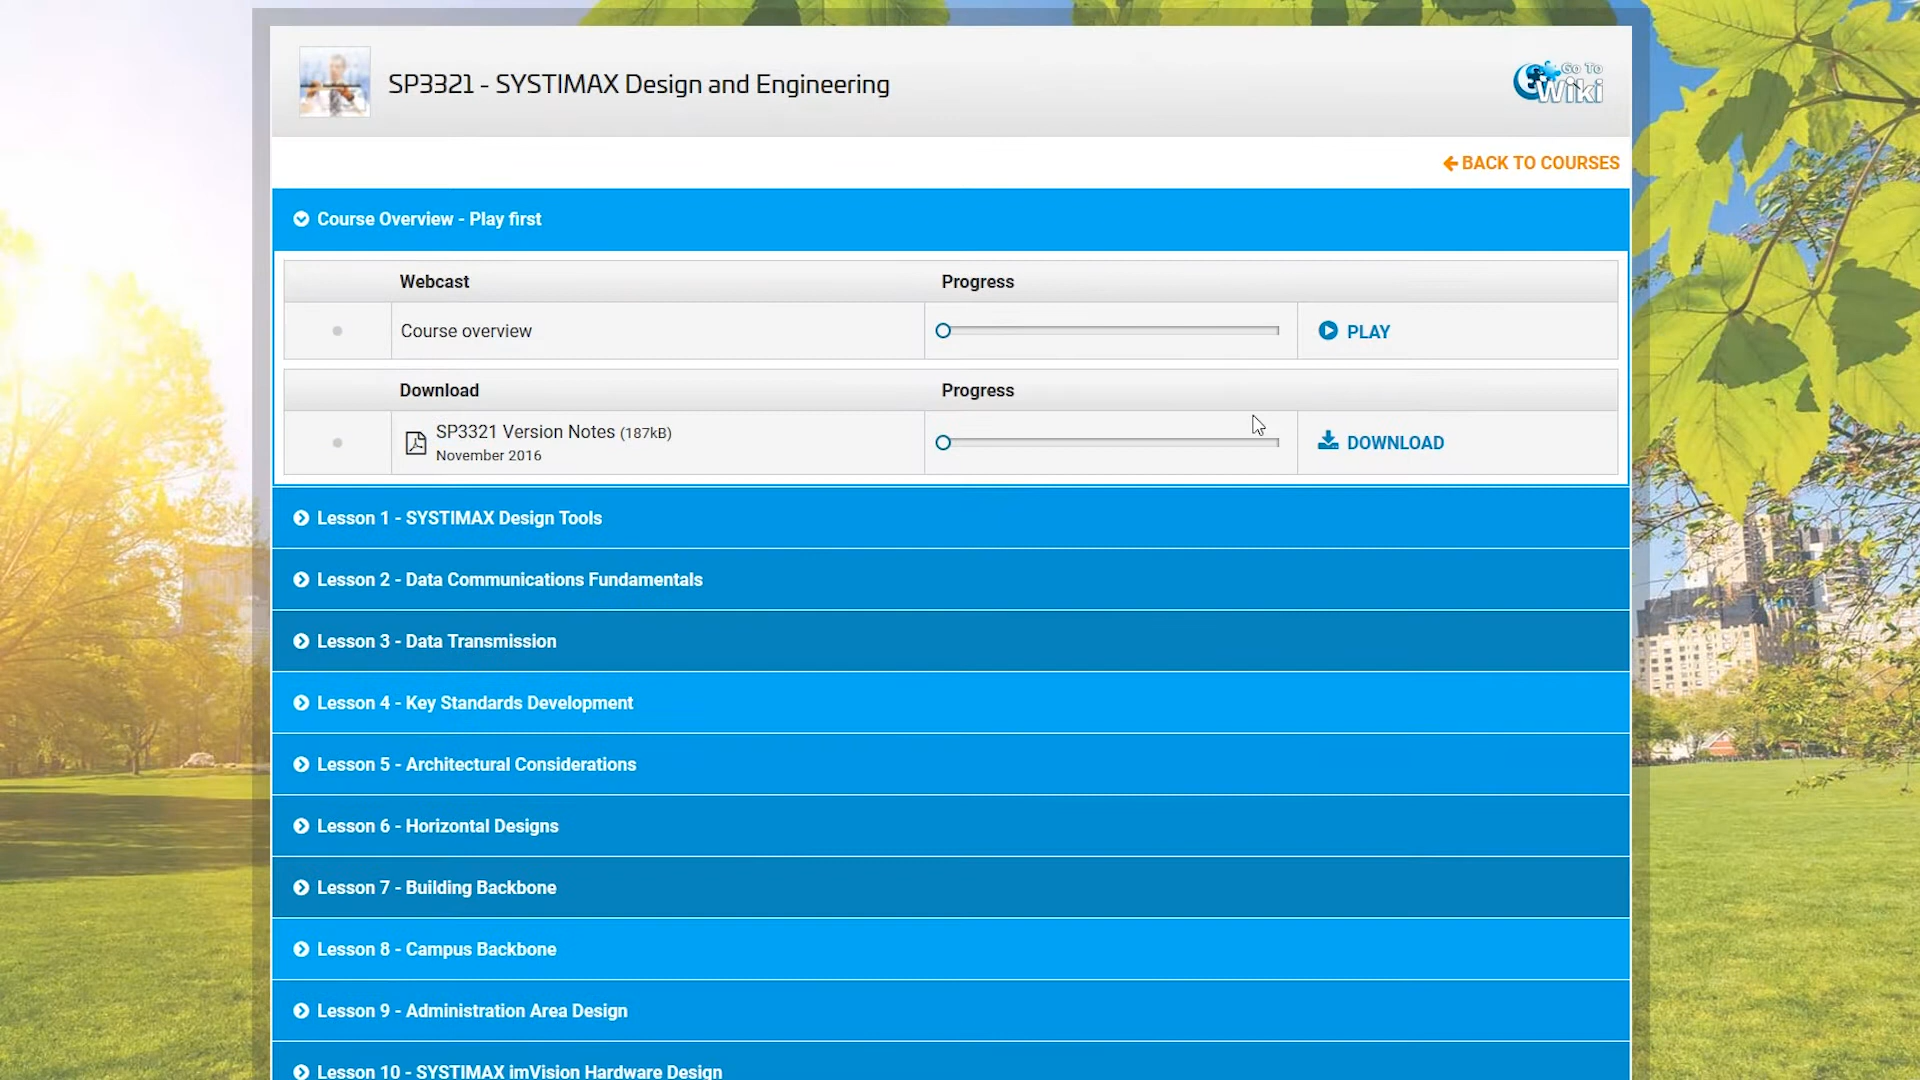 SP3321 - SYSTIMAX Design and Engineering
Go To
Wiki
BACK TO COURSES
Course Overview - Play first
Webcast Progress
Course overview PLAY
Download Progress
SP3321 Version Notes (187kB)
November 2016
DOWNLOAD
Lesson 1 - SYSTIMAX Design Tools
Lesson 2 - Data Communications Fundamentals
Lesson 3 - Data Transmission
Lesson 4 - Key Standards Development
Lesson 5 - Architectural Considerations
Lesson 6 - Horizontal Designs
Lesson 7 - Building Backbone
Lesson 8 - Campus Backbone
Lesson 9 - Administration Area Design
Lesson 10 - SYSTIMAX imVision Hardware Design